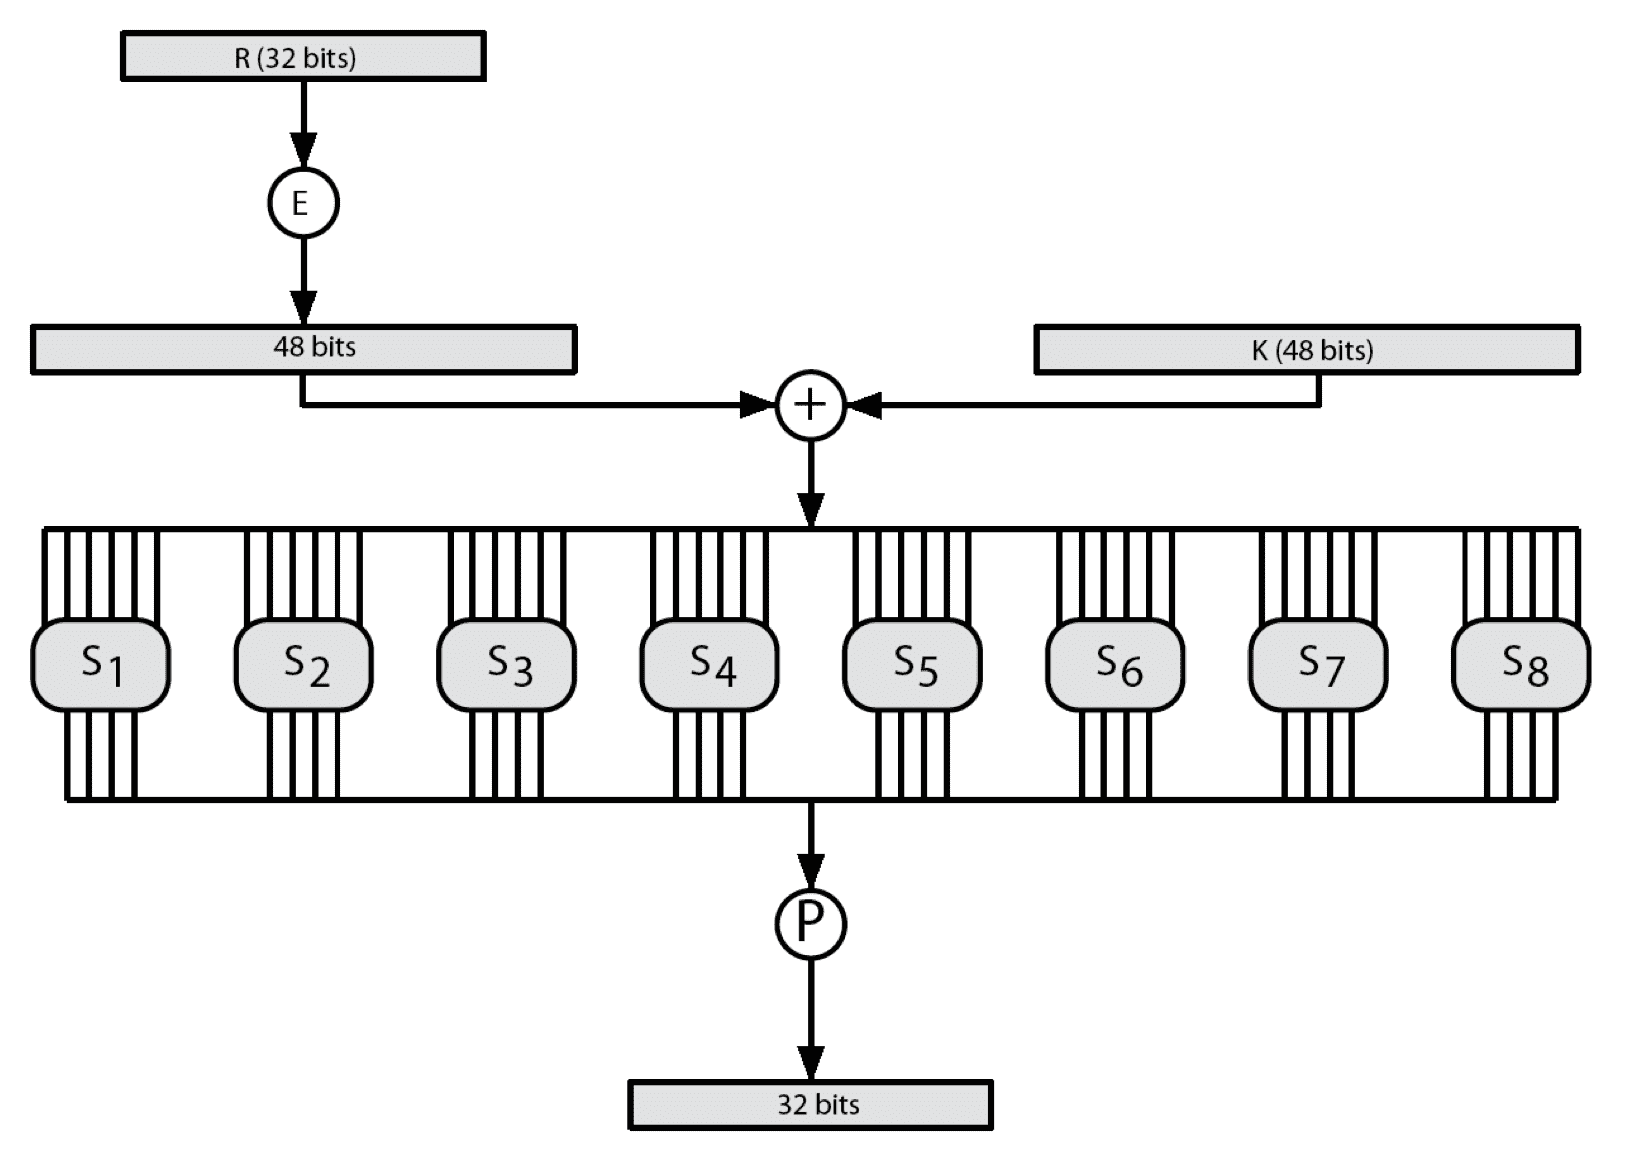 R (32 bits)
E
48 bits
K (48 bits)
+
S1 S2 S3 S4 S5 S6 S7 S8
P
32 bits